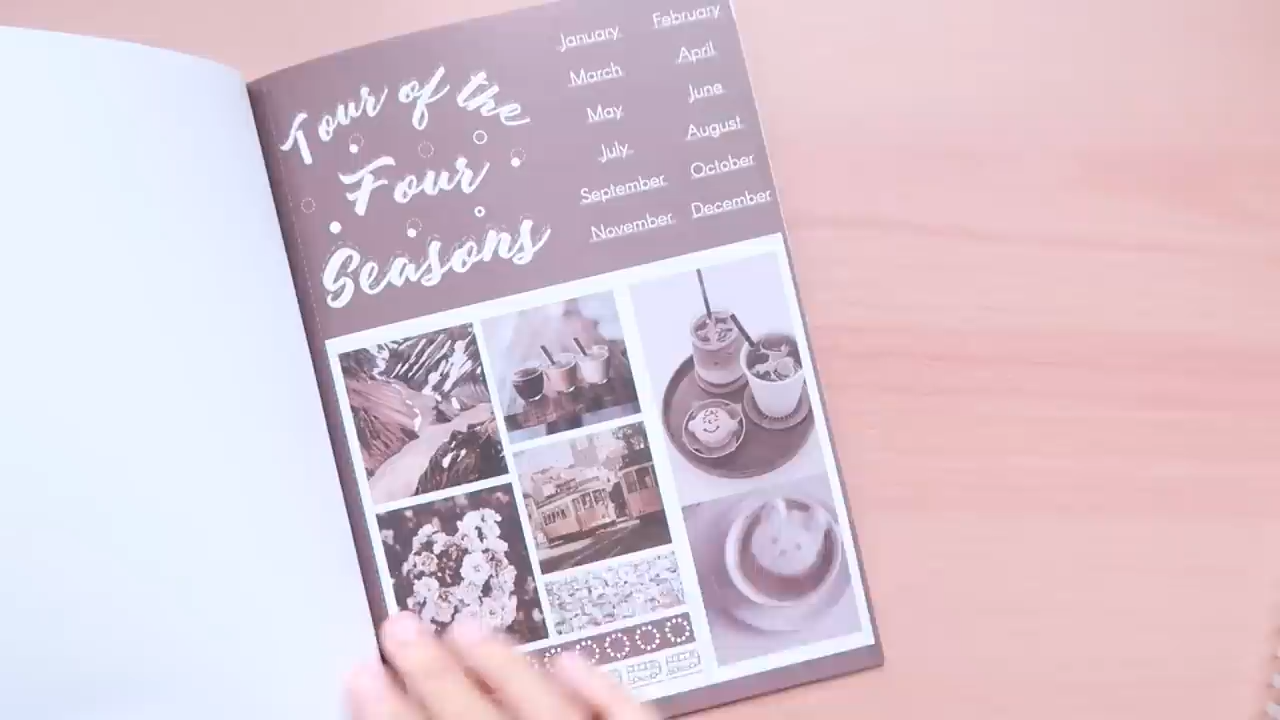 Tour of the
Four
Seasons
January February
March April
May June
July August
September October
November December